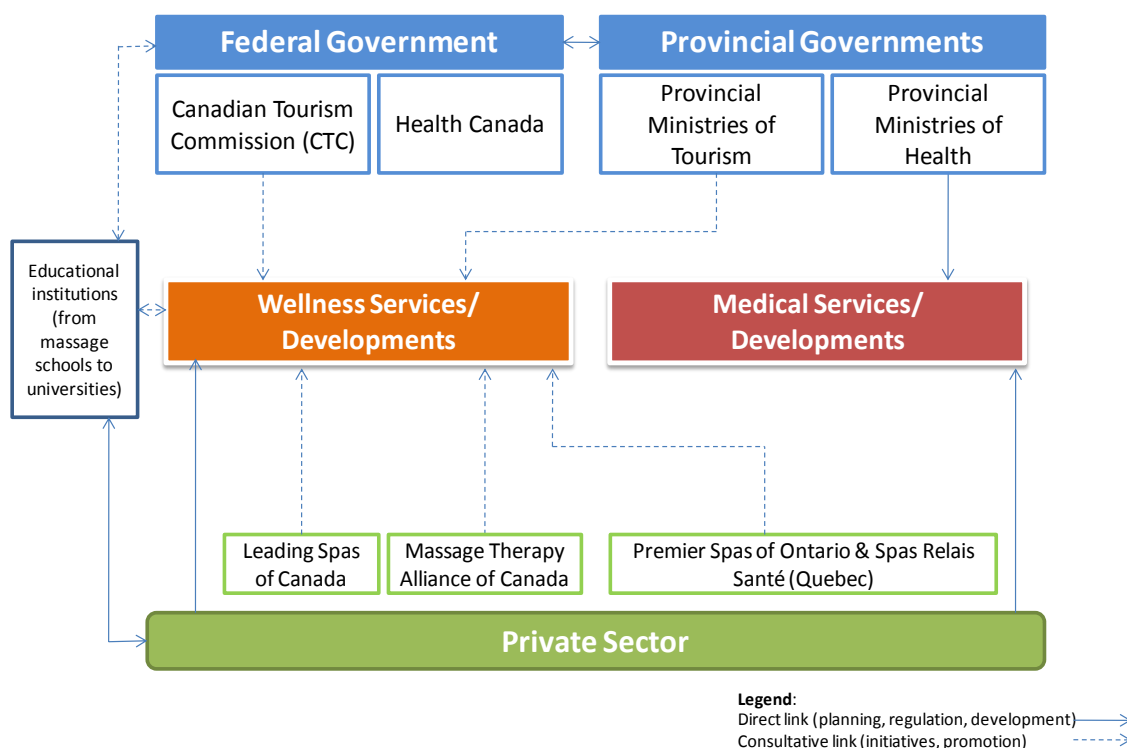 Federal Government
Provincial Governments
Canadian Tourism
Commission (CTC)
Health Canada
Provincial
Ministries of
Tourism
Provincial
Ministries of
Health
Educational
institutions
(from
massage
schools to
universities)
Wellness Services/
Developments
Medical Services/
Developments
Leading Spas
of Canada
Massage Therapy
Alliance of Canada
Premier Spas of Ontario & Spas Relais
Santé (Quebec)
Private Sector
Legend:
Direct link (planning, regulation, development)
Consultative link (initiatives, promotion)